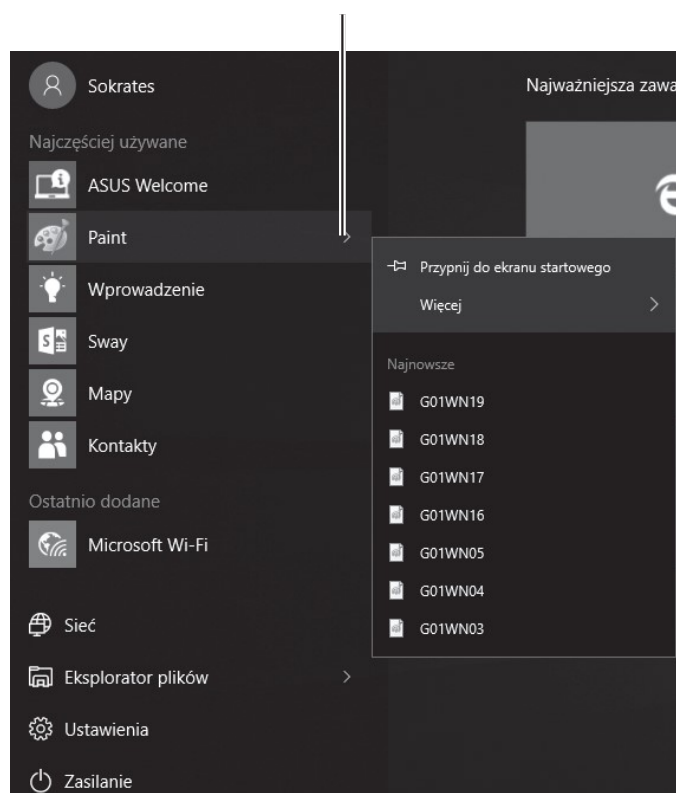 Sokrates
Najczęściej używane
ASUS Welcome
Paint
Wprowadzenie
Sway
Mapy
Kontakty
Ostatnio dodane
Microsoft Wi-Fi
Sieć
Eksplorator plików
Ustawienia
Zasilanie
Najważniejsza zawa
Przypnij do ekranu startowego
Więcej
Najnowsze
G01WN19
G01WN18
G01WN17
G01WN16
G01WN05
G01WN04
G01WN03